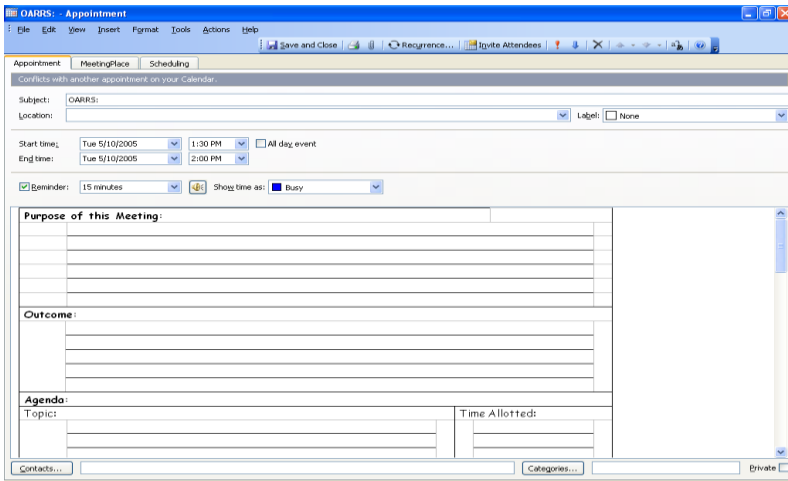 OARRS: - Appointment
File Edit View Insert Format Tools Actions Help
Save and Close Recurrence... Invite Attendees
Appointment MeetingPlace Scheduling
Conflicts with another appointment on your Calendar.
Subject: OARRS:
Location: Label: None
Start time: Tue 5/10/2005 1:30 PM All day event
End time: Tue 5/10/2005 2:00 PM
Reminder: 15 minutes Show time as: Busy
Purpose of this Meeting:
Outcome:
Agenda:
Topic: Time Allotted:
Contacts... Categories... Private